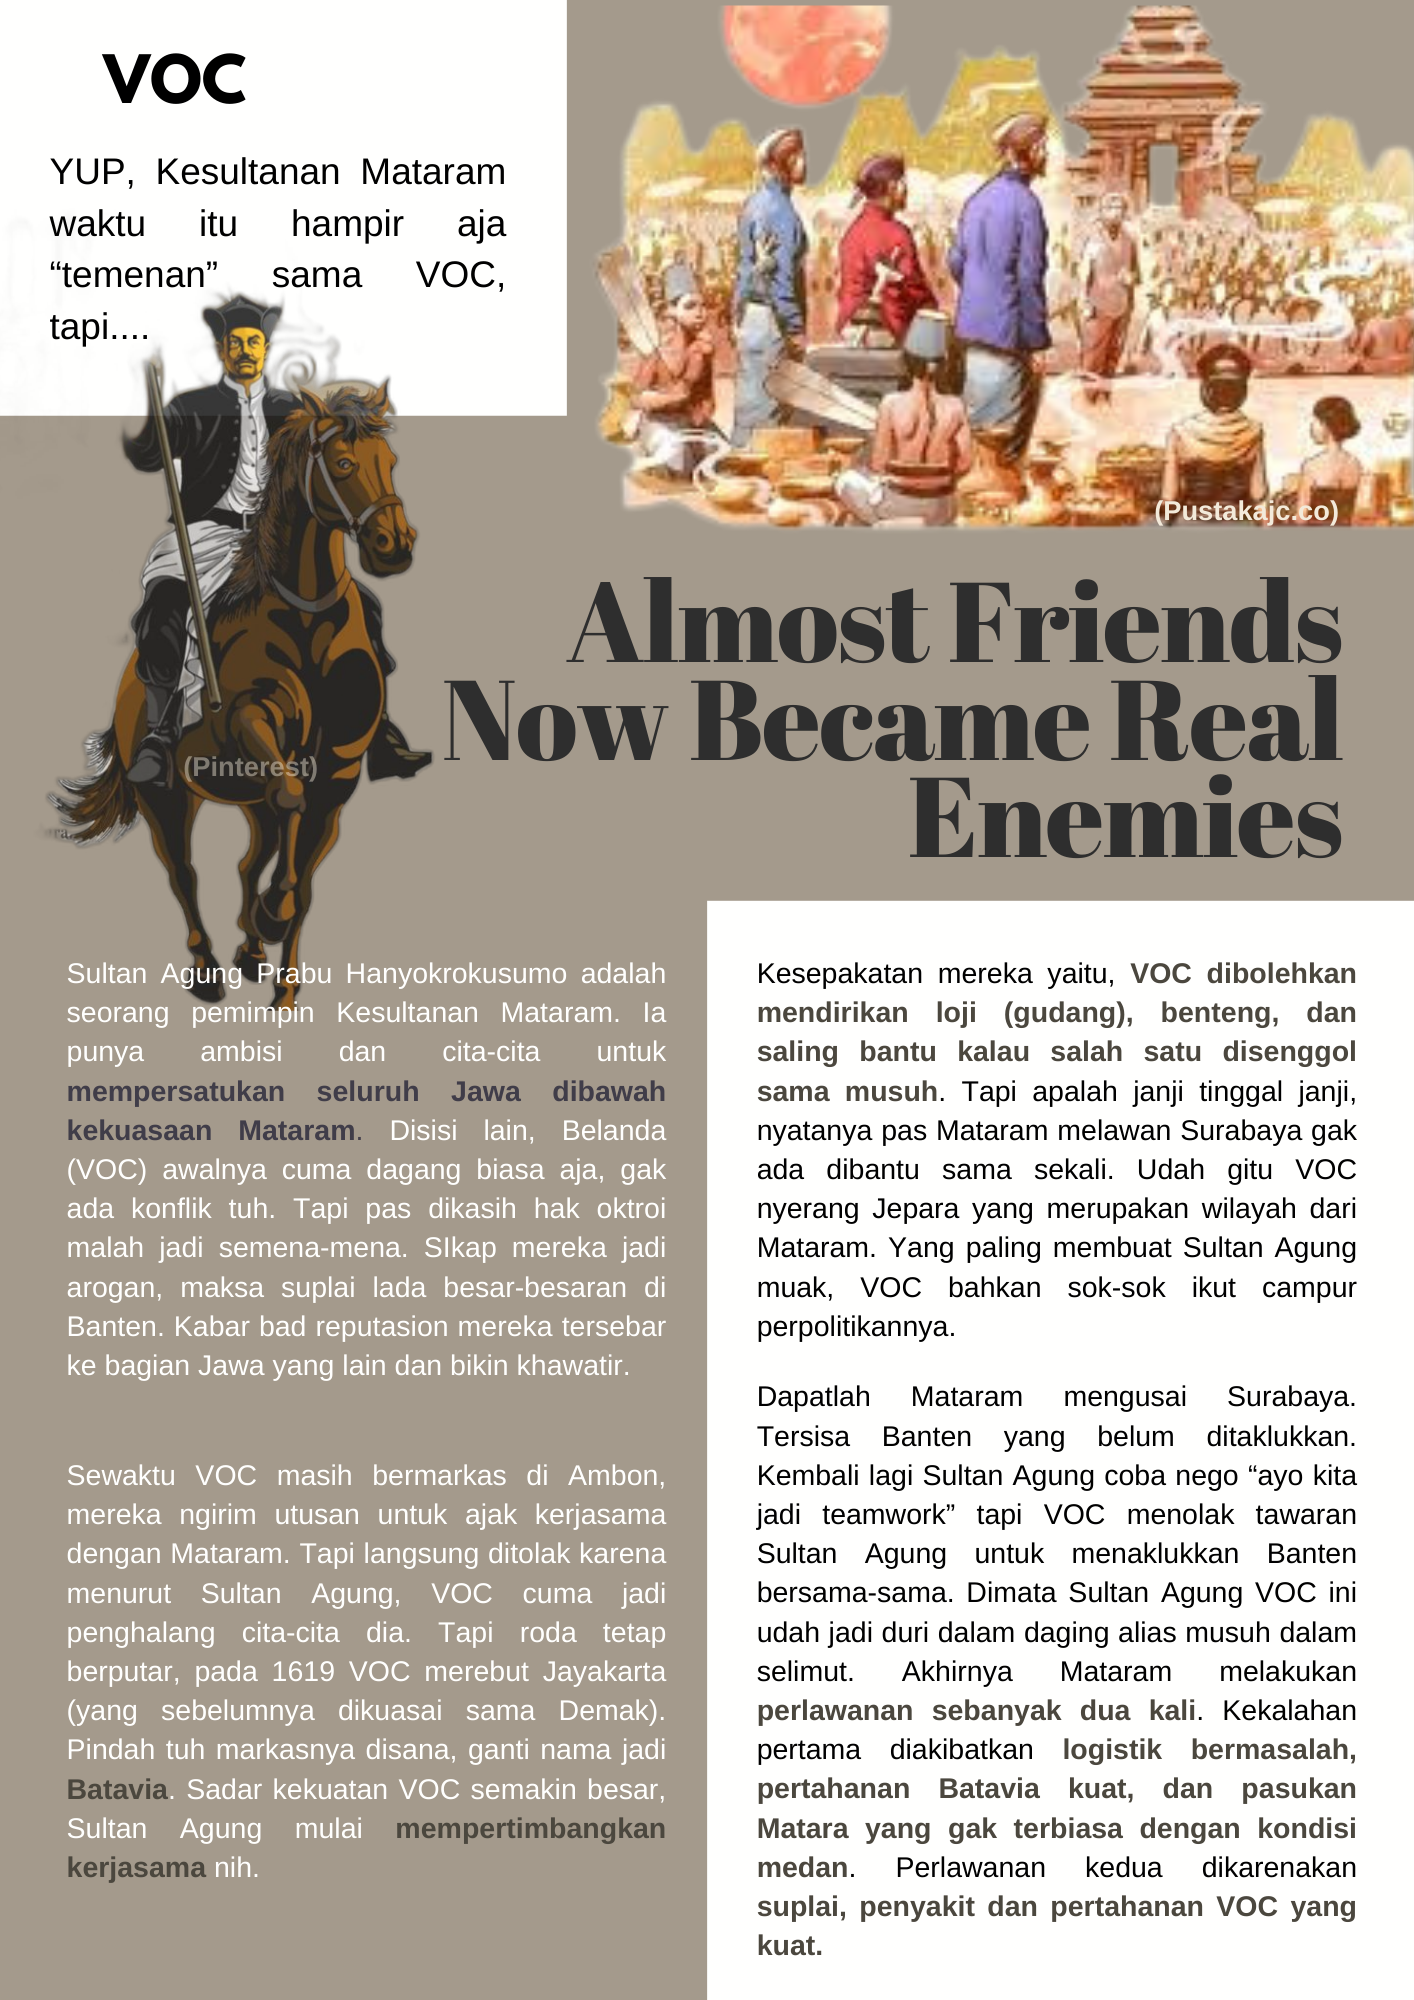 VOC
YUP, Kesultanan Mataram
waktu itu hampir aja
“temenan” sama VOC,
tapi....
(Pustakajc.co)
Almost Friends
Now Became Real
Enemies
(Pinterest)
Sultan Agung Prabu Hanyokrokusumo adalah
seorang pemimpin Kesultanan Mataram. Ia
punya ambisi dan cita-cita untuk
mempersatukan seluruh Jawa dibawah
kekuasaan Mataram. Disisi lain, Belanda
(VOC) awalnya cuma dagang biasa aja, gak
ada konflik tuh. Tapi pas dikasih hak oktroi
malah jadi semena-mena. SIkap mereka jadi
arogan, maksa suplai lada besar-besaran di
Banten. Kabar bad reputasion mereka tersebar
ke bagian Jawa yang lain dan bikin khawatir.
Sewaktu VOC masih bermarkas di Ambon,
mereka ngirim utusan untuk ajak kerjasama
dengan Mataram. Tapi langsung ditolak karena
menurut Sultan Agung, VOC cuma jadi
penghalang cita-cita dia. Tapi roda tetap
berputar, pada 1619 VOC merebut Jayakarta
(yang sebelumnya dikuasai sama Demak).
Pindah tuh markasnya disana, ganti nama jadi
Batavia. Sadar kekuatan VOC semakin besar,
Sultan Agung mulai mempertimbangkan
kerjasama nih.
Kesepakatan mereka yaitu, VOC dibolehkan
mendirikan loji (gudang), benteng, dan
saling bantu kalau salah satu disenggol
sama musuh. Tapi apalah janji tinggal janji,
nyatanya pas Mataram melawan Surabaya gak
ada dibantu sama sekali. Udah gitu VOC
nyerang Jepara yang merupakan wilayah dari
Mataram. Yang paling membuat Sultan Agung
muak, VOC bahkan sok-sok ikut campur
perpolitikannya.
Dapatlah Mataram mengusai Surabaya.
Tersisa Banten yang belum ditaklukkan.
Kembali lagi Sultan Agung coba nego “ayo kita
jadi teamwork” tapi VOC menolak tawaran
Sultan Agung untuk menaklukkan Banten
bersama-sama. Dimata Sultan Agung VOC ini
udah jadi duri dalam daging alias musuh dalam
selimut. Akhirnya Mataram melakukan
perlawanan sebanyak dua kali. Kekalahan
pertama diakibatkan logistik bermasalah,
pertahanan Batavia kuat, dan pasukan
Matara yang gak terbiasa dengan kondisi
medan. Perlawanan kedua dikarenakan
suplai, penyakit dan pertahanan VOC yang
kuat.